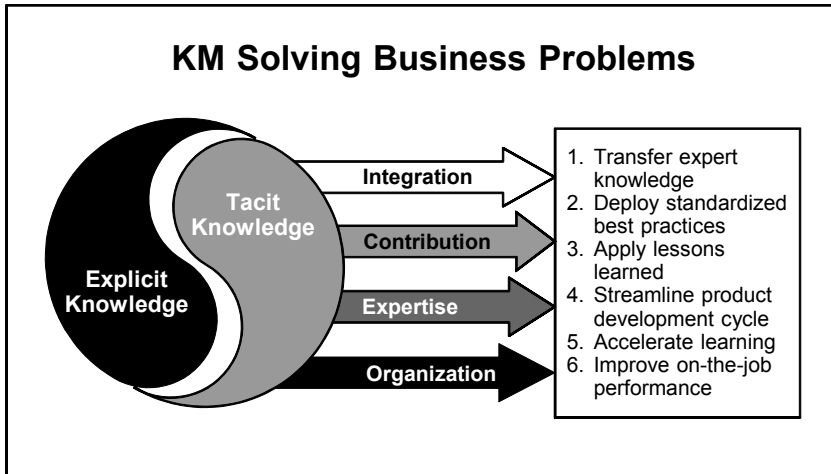 KM Solving Business Problems
Explicit
Knowledge
Tacit
Knowledge
Integration
Contribution
Expertise
Organization
1. Transfer expert
knowledge
2. Deploy standardized
best practices
3. Apply lessons
learned
4. Streamline product
development cycle
5. Accelerate learning
6. Improve on-the-job
performance